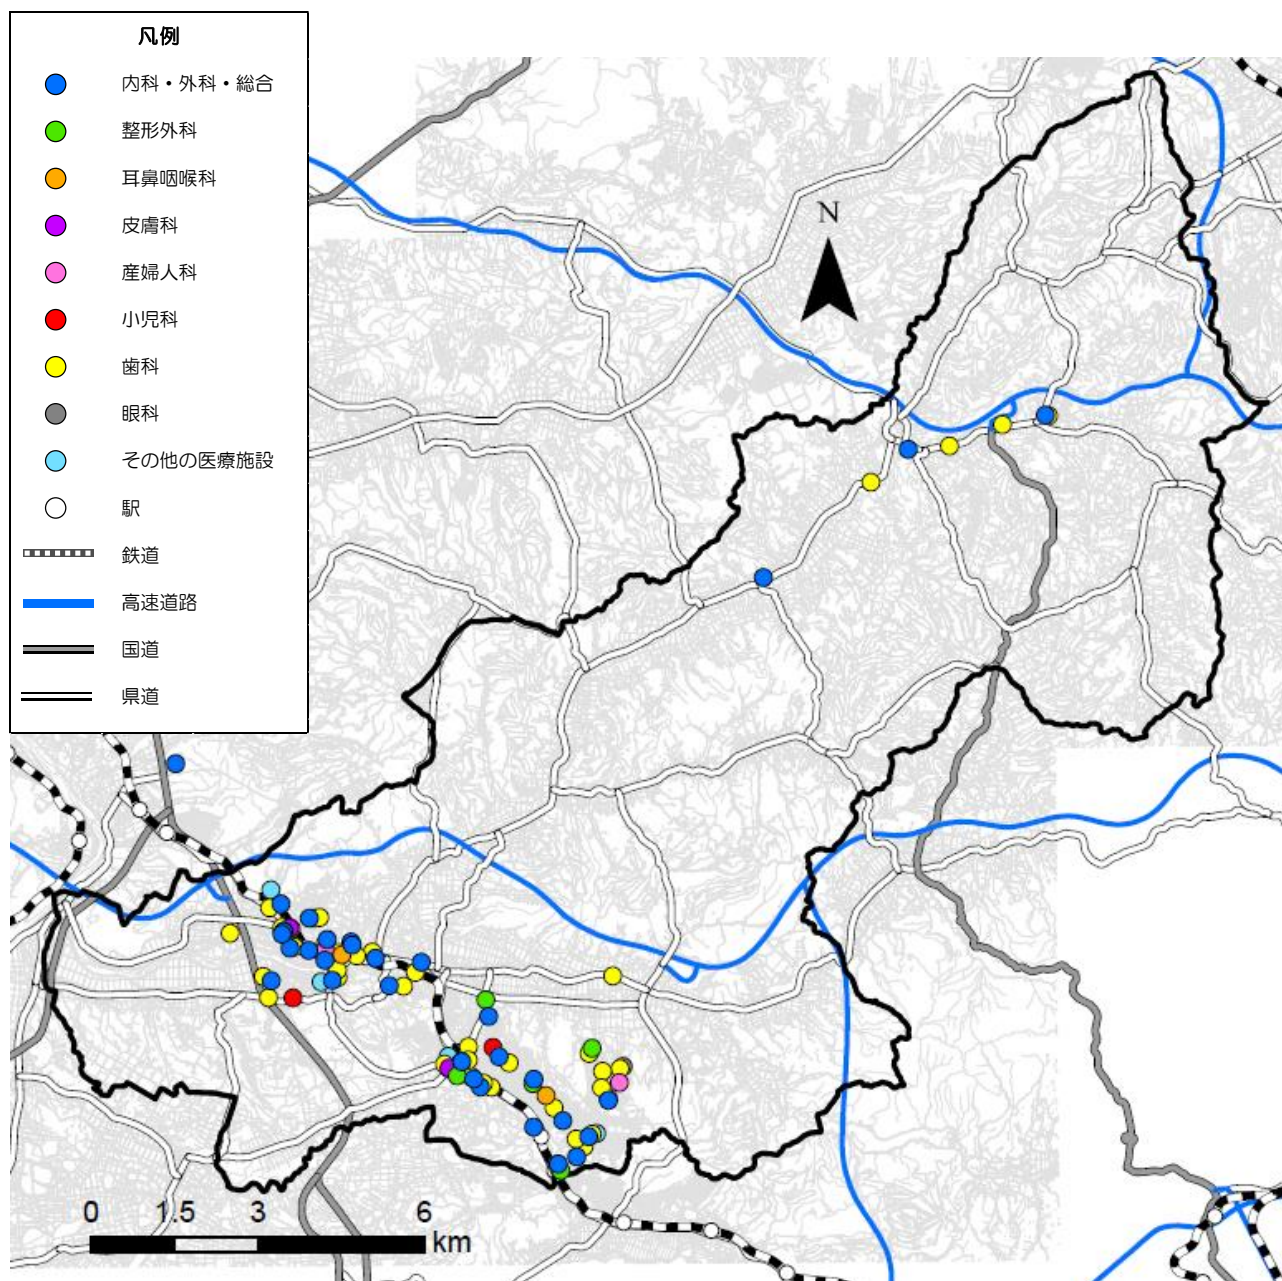 凡例
内科・外科・総合
整形外科
耳鼻咽喉科
皮膚科
産婦人科
小児科
歯科
眼科
その他の医療施設
駅
鉄道
高速道路
国道
県道
N
0 1.5 3 6
km